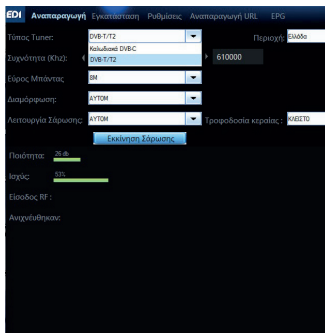 EDI Αναπαραγωγή Εγκατάσταση Ρυθμίσεις Αναπαραγωγή URL EPG
Τύπος Tuner: DVB-T/T2 Περιοχή: Ελλάδα
Καλωδιακά DVB-C
Συχνότητα (Khz): DVB-T/T2 610000
Εύρος Μπάντας 8M
Διαμόρφωση: ΑΥΤΟΜ
Λειτουργία Σάρωσης: ΑΥΤΟΜ Τροφοδοσία κεραίας : ΚΛΕΙΣΤΟ
Εκκίνηση Σάρωσης
Ποιότητα: 26 db
Ισχύς: 53%
Είσοδος RF :
Ανιχνεύθηκαν: